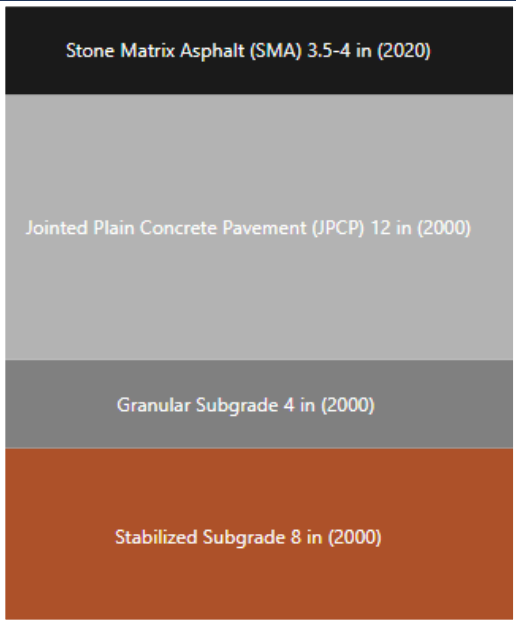 Stone Matrix Asphalt (SMA) 3.5-4 in (2020)
Jointed Plain Concrete Pavement (JPCP) 12 in (2000)
Granular Subgrade 4 in (2000)
Stabilized Subgrade 8 in (2000)